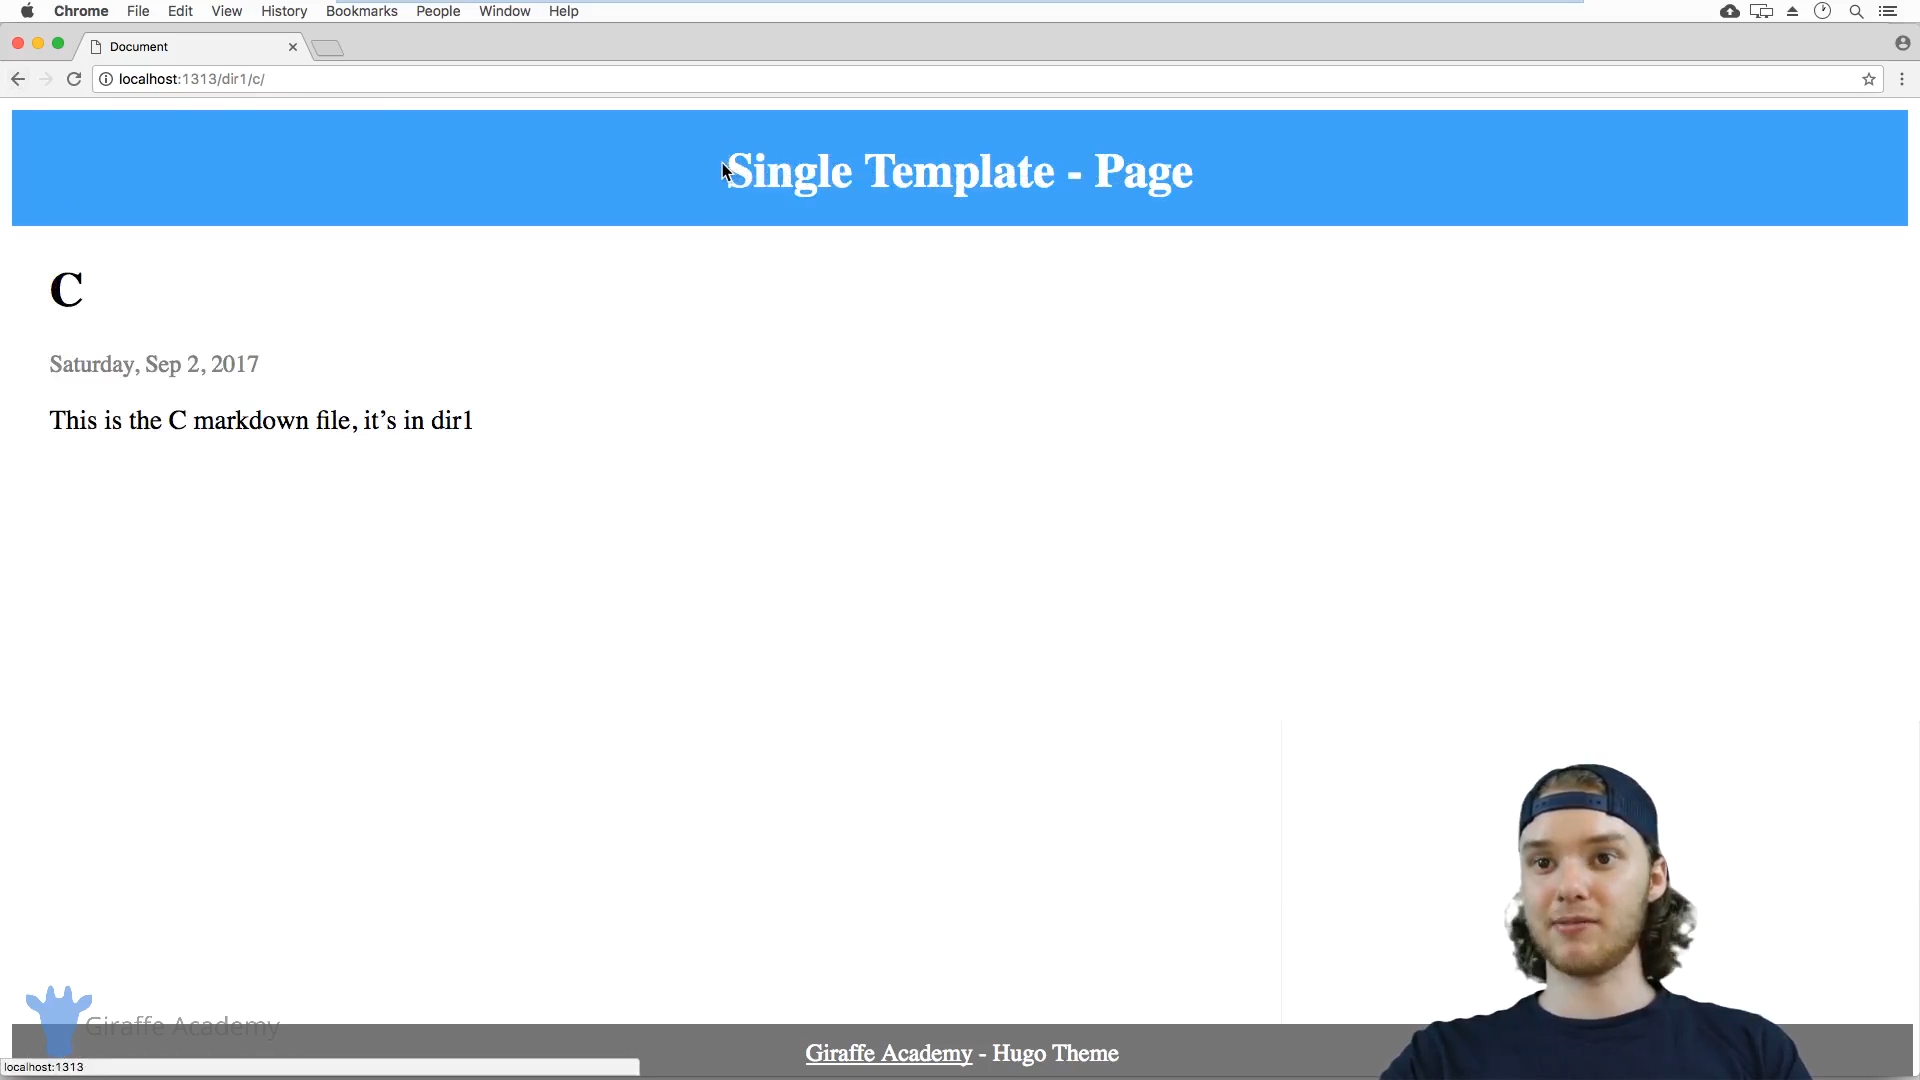 Chrome File Edit View History Bookmarks People Window Help
Document
localhost:1313/dir1/c/
Single Template - Page
C
Saturday, Sep 2, 2017
This is the C markdown file, it’s in dir1
Giraffe Academy
Giraffe Academy - Hugo Theme
localhost:1313